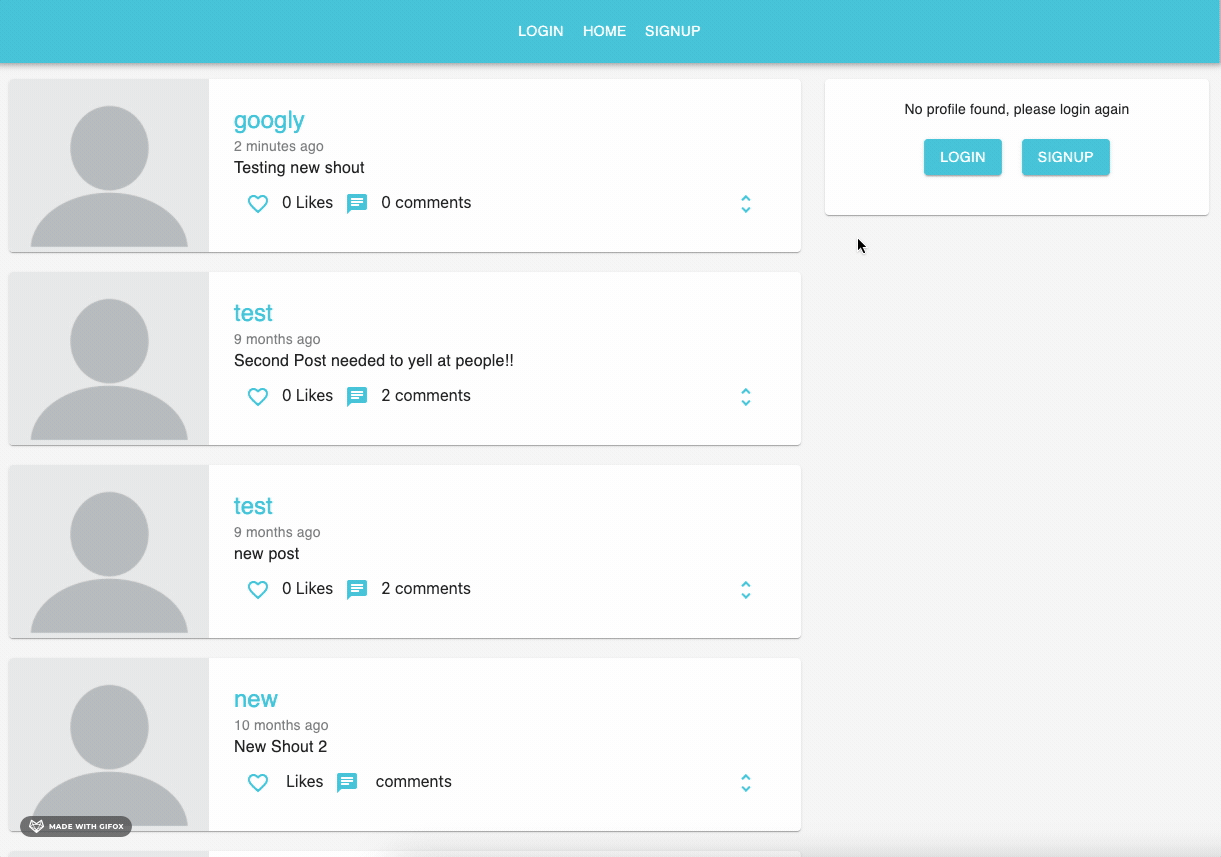 LOGIN HOME SIGNUP
googly
2 minutes ago
Testing new shout
0 Likes 0 comments
test
9 months ago
Second Post needed to yell at people!!
0 Likes 2 comments
test
9 months ago
new post
0 Likes 2 comments
new
10 months ago
New Shout 2
Likes comments
No profile found, please login again
LOGIN SIGNUP
MADE WITH GIFOX